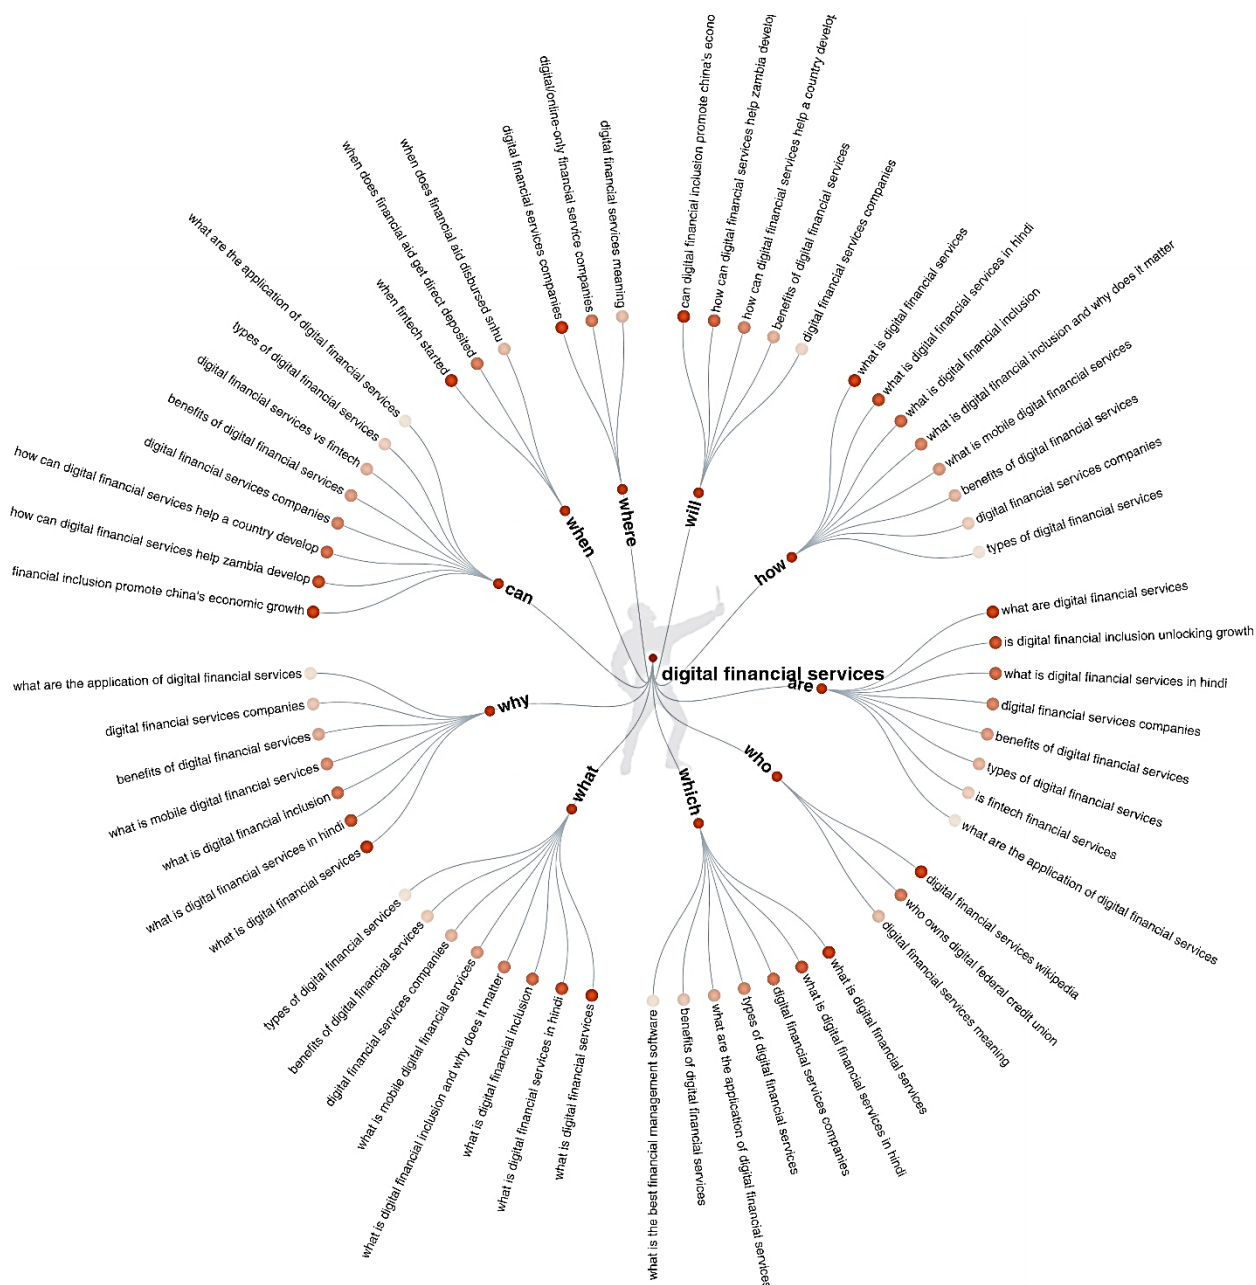 digital financial services
will
can digital financial inclusion promote china's econo
how can digital financial services help zambia develop
how can digital financial services help a country develop
benefits of digital financial services
digital financial services companies
how
what is digital financial services
what is digital financial services in hindi
what is digital financial inclusion
what is digital financial inclusion and why does it matter
what is mobile digital financial services
benefits of digital financial services
digital financial services companies
types of digital financial services
are
what are digital financial services
is digital financial inclusion unlocking growth
what is digital financial services in hindi
digital financial services companies
benefits of digital financial services
types of digital financial services
is fintech financial services
what are the application of digital financial services
who
digital financial services wikipedia
who owns digital federal credit union
digital financial services meaning
which
what is digital financial services
what is digital financial services in hindi
digital financial services companies
types of digital financial services
what are the application of digital financial services
benefits of digital financial services
what is the best financial management software
what
what is digital financial services
what is digital financial services in hindi
what is digital financial inclusion
what is digital financial inclusion and why does it matter
what is mobile digital financial services
digital financial services companies
benefits of digital financial services
types of digital financial services
why
what is digital financial services
what is digital financial services in hindi
what is digital financial inclusion
what is mobile digital financial services
benefits of digital financial services
digital financial services companies
what are the application of digital financial services
can
financial inclusion promote china's economic growth
how can digital financial services help zambia develop
how can digital financial services help a country develop
digital financial services companies
benefits of digital financial services
digital financial services vs fintech
types of digital financial services
what are the application of digital financial services
when
when fintech started
when does financial aid get direct deposited
when does financial aid disbursed snhu
where
digital financial services companies
digital/online-only financial service companies
digital financial services meaning